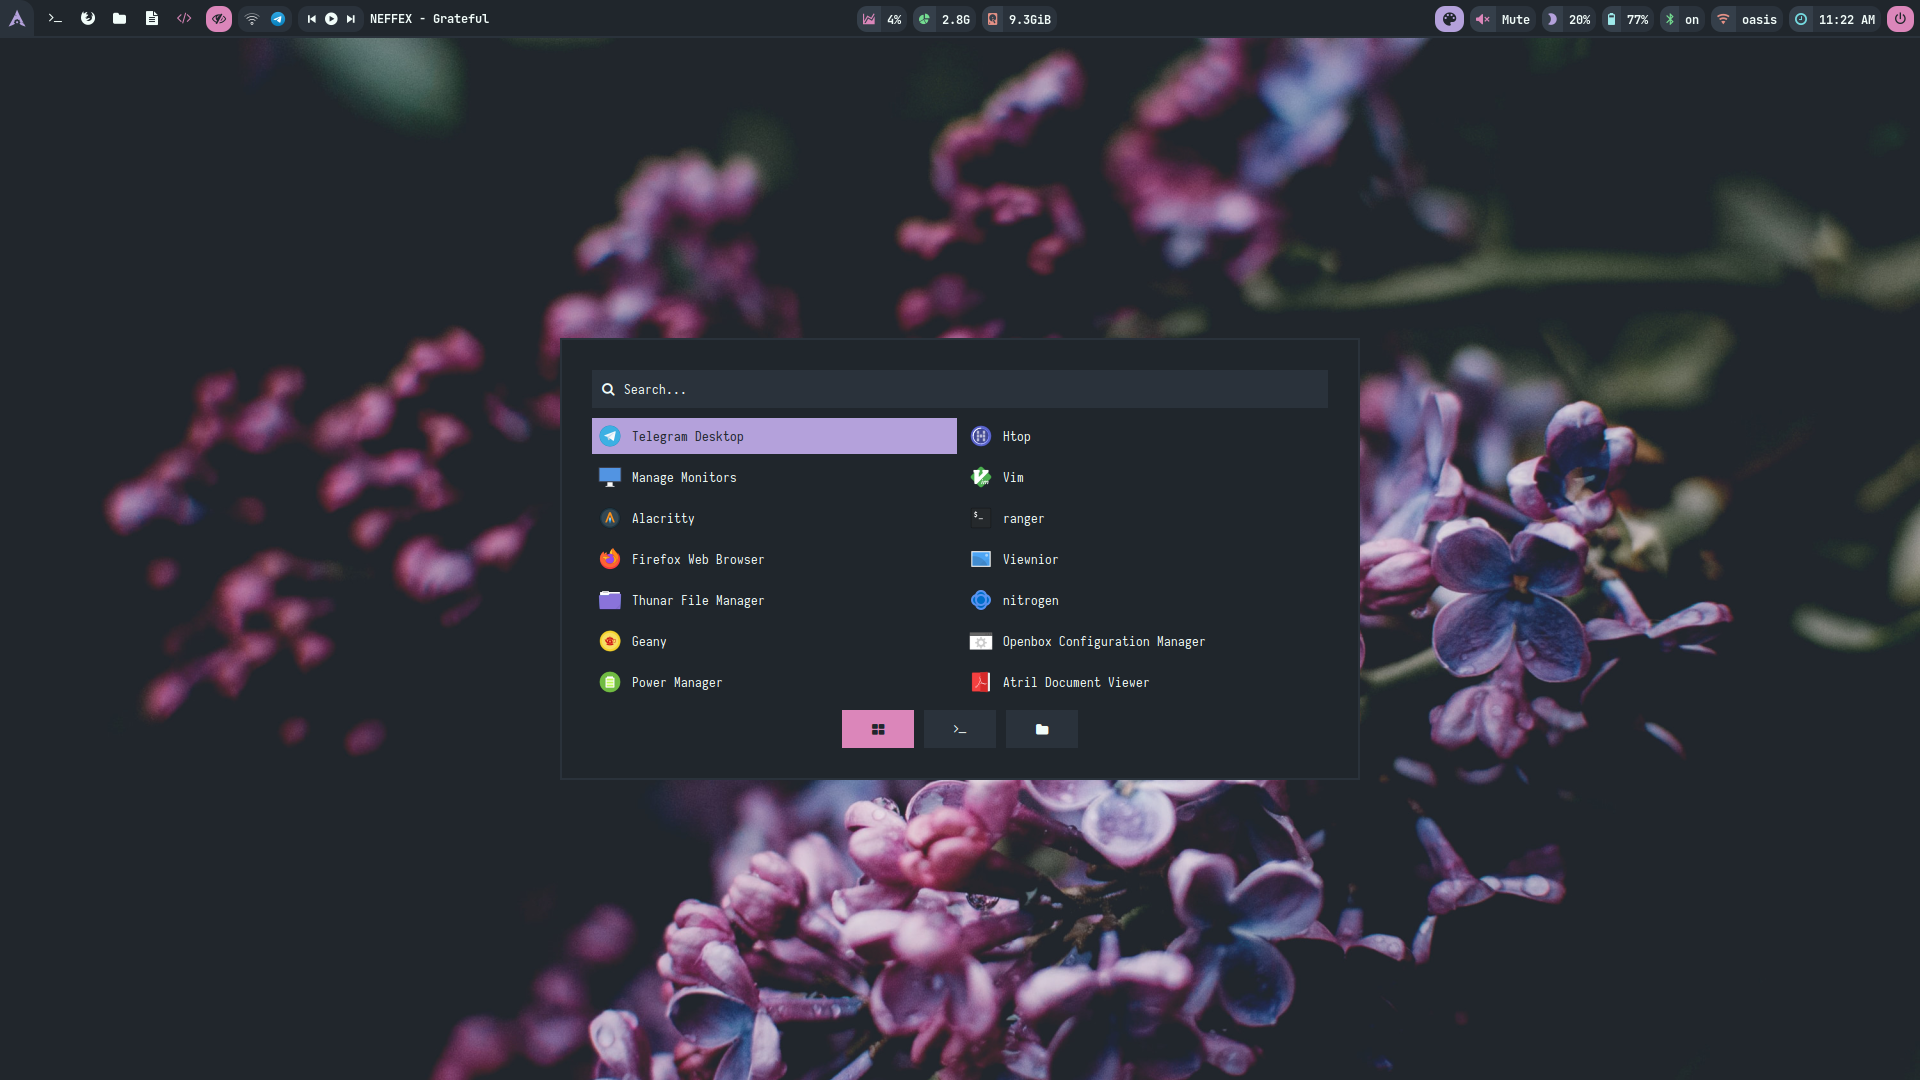 NEFFEX - Grateful
4%
2.8G
9.3GiB
Mute
20%
77%
on
oasis
11:22 AM
Search...
Telegram Desktop
Htop
Manage Monitors
Vim
Alacritty
ranger
Firefox Web Browser
Viewnior
Thunar File Manager
nitrogen
Geany
Openbox Configuration Manager
Power Manager
Atril Document Viewer